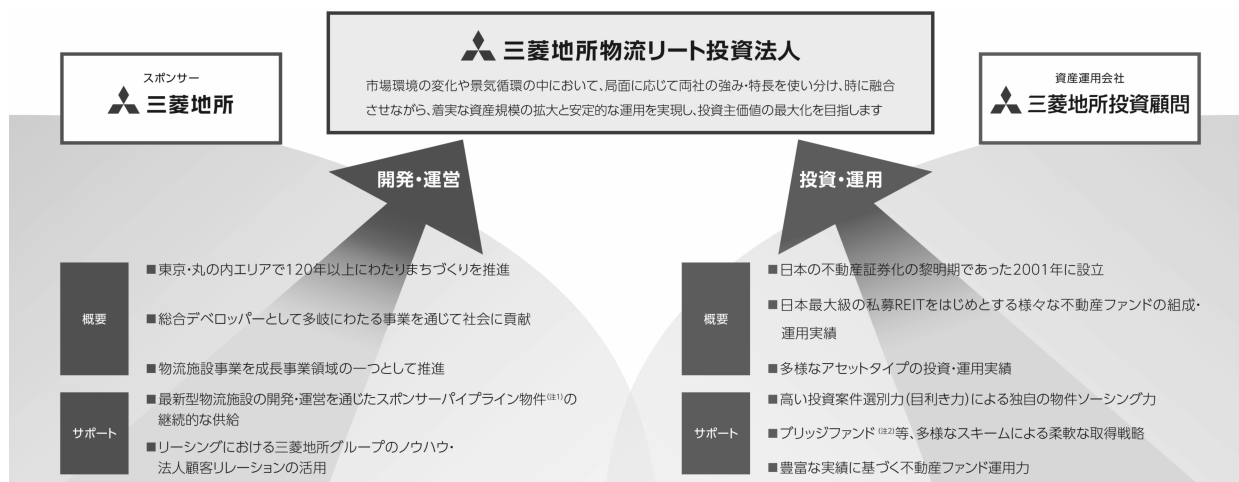 三菱地所物流リート投資法人
市場環境の変化や景気循環の中において、局面に応じて両社の強み・特長を使い分け、時に融合
させながら、着実な資産規模の拡大と安定的な運用を実現し、投資主価値の最大化を目指します
スポンサー
三菱地所
資産運用会社
三菱地所投資顧問
開発・運営
投資・運用
概要
■東京・丸の内エリアで120年以上にわたりまちづくりを推進
■総合デベロッパーとして多岐にわたる事業を通じて社会に貢献
■物流施設事業を成長事業領域の一つとして推進
サポート
■最新型物流施設の開発・運営を通じたスポンサーパイプライン物件(注1)の
継続的な供給
■リーシングにおける三菱地所グループのノウハウ・
法人顧客リレーションの活用
概要
■日本の不動産証券化の黎明期であった2001年に設立
■日本最大級の私募REITをはじめとする様々な不動産ファンドの組成・
運用実績
■多様なアセットタイプの投資・運用実績
サポート
■高い投資案件選別力(目利き力)による独自の物件ソーシング力
■ブリッジファンド(注2)等、多様なスキームによる柔軟な取得戦略
■豊富な実績に基づく不動産ファンド運用力